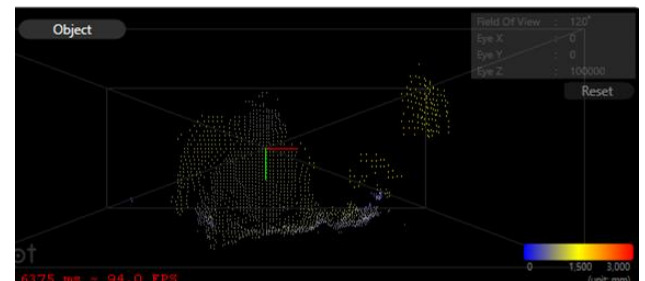 Object
Field Of View : 120°
Eye X : 0
Eye Y : 0
Eye Z : 100000
Reset
ot
6375 mm - 94.0 FPS
0 1,500 3,000
(unit: mm)